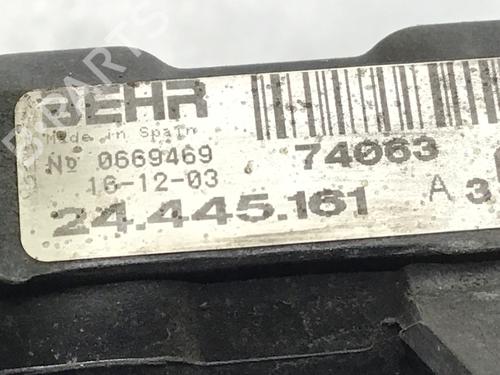 BEHR
Made in Spain
No 0669469 74063
16-12-03
24.445.161 A 3